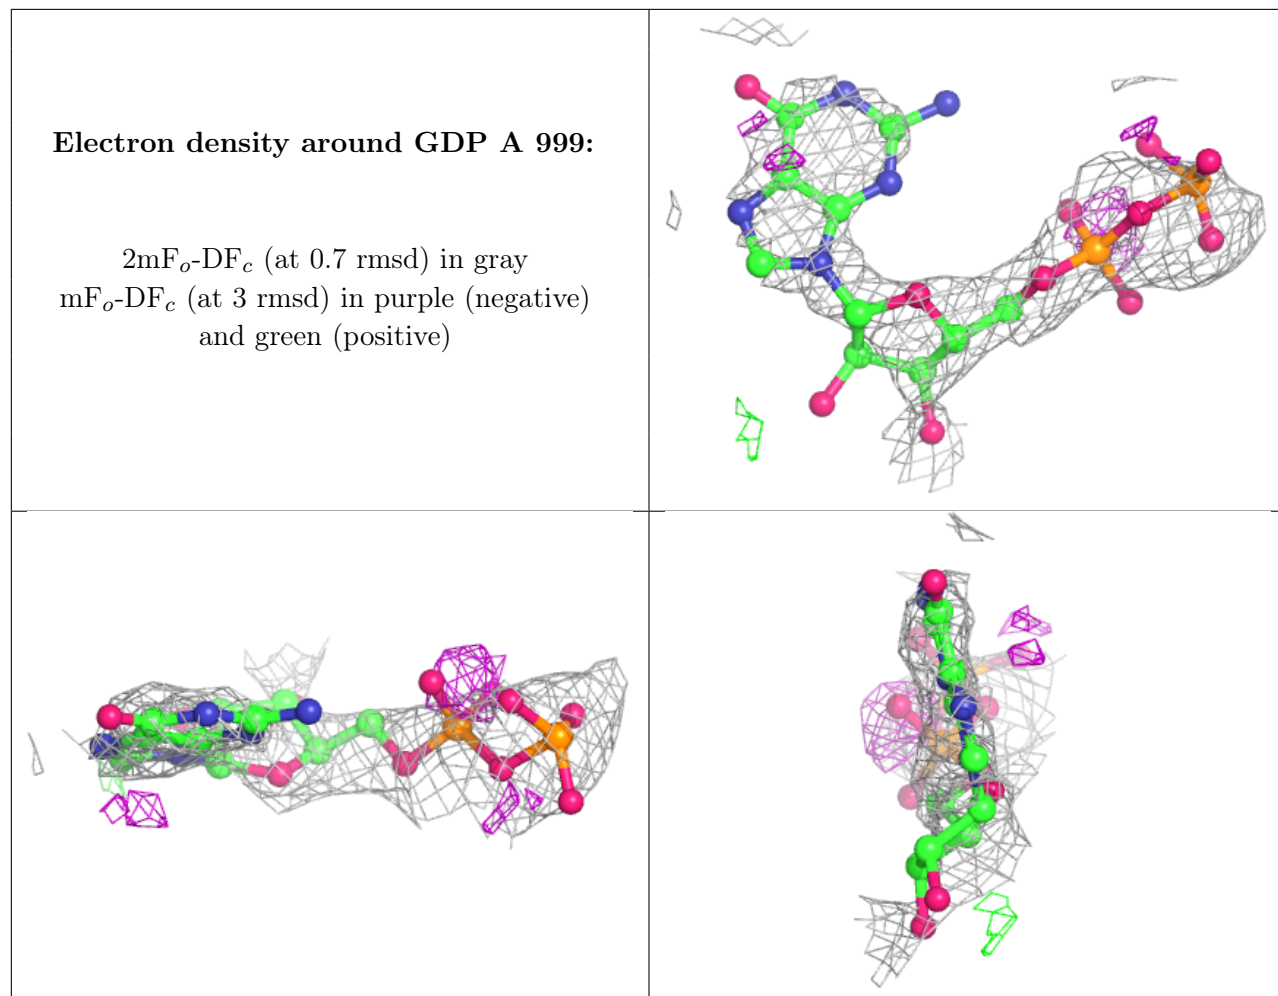 Electron density around GDP A 999:
2mFo-DFc (at 0.7 rmsd) in gray
mFo-DFc (at 3 rmsd) in purple (negative)
and green (positive)